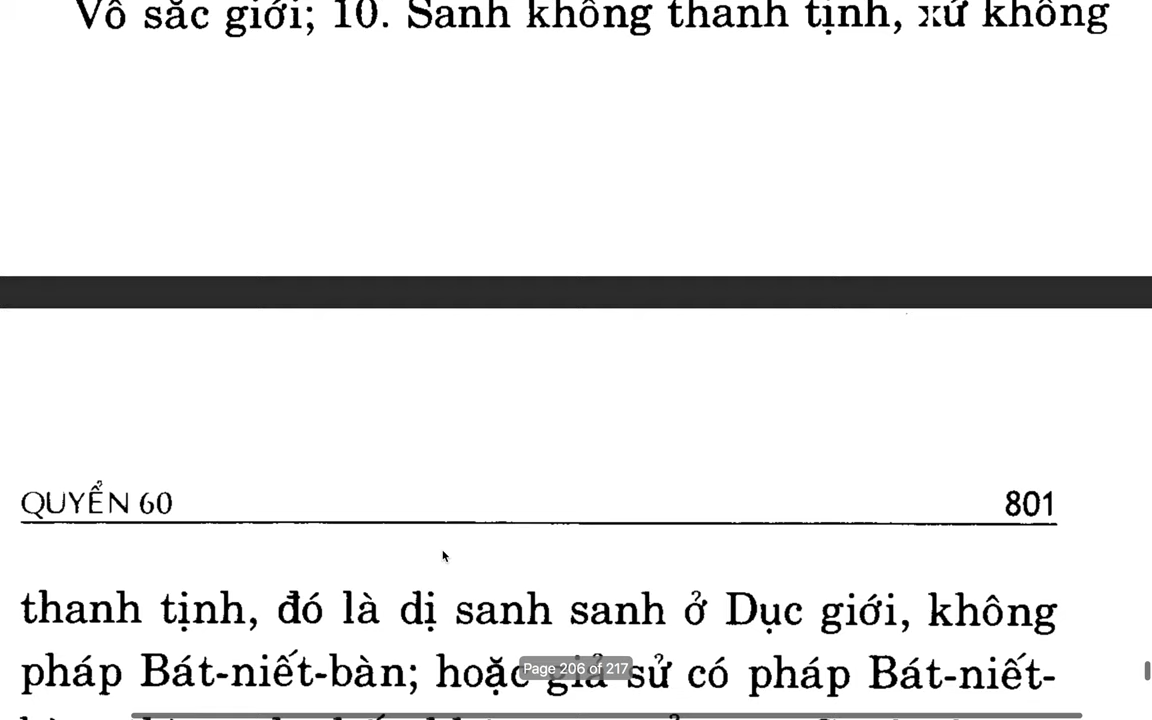 Vô sắc giới; 10. Sanh không thanh tịnh, xứ không
QUYỂN 60 801
thanh tịnh, đó là dị sanh sanh ở Dục giới, không
pháp Bát-niết-bàn; hoặc giả sử có pháp Bát-niết-
Page 206 of 217